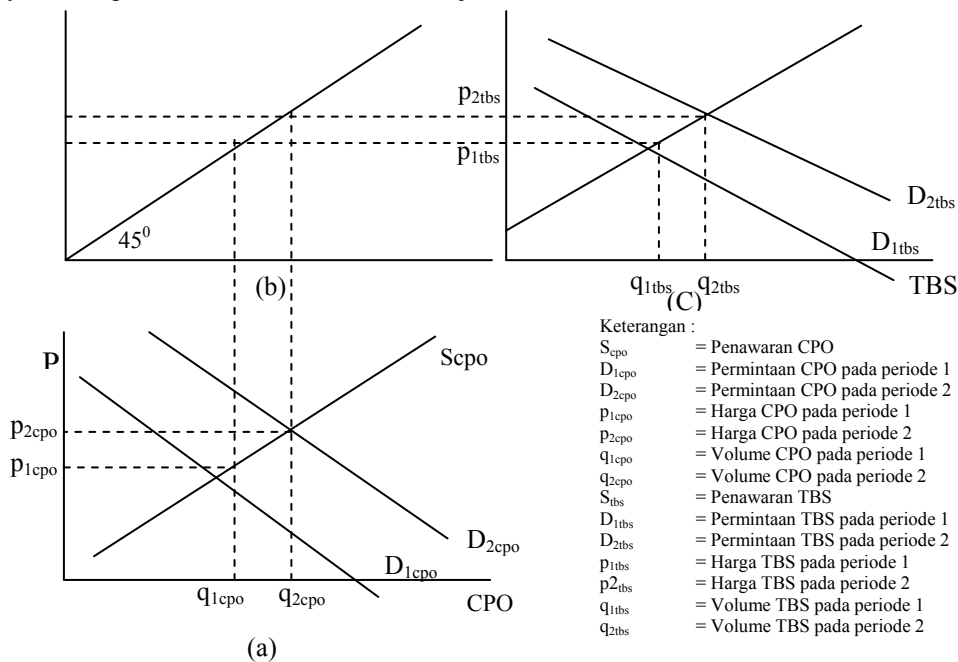 p₂tbs
p₁tbs
45⁰
D₂tbs
D₁tbs
(b)
q₁tbs q₂tbs
(C)
TBS
P
Scpo
p₂cpo
p₁cpo
D₂cpo
D₁cpo
q₁cpo q₂cpo
CPO
(a)
Keterangan :
Scpo = Penawaran CPO
D₁cpo = Permintaan CPO pada periode 1
D₂cpo = Permintaan CPO pada periode 2
p₁cpo = Harga CPO pada periode 1
p₂cpo = Harga CPO pada periode 2
q₁cpo = Volume CPO pada periode 1
q₂cpo = Volume CPO pada periode 2
Stbs = Penawaran TBS
D₁tbs = Permintaan TBS pada periode 1
D₂tbs = Permintaan TBS pada periode 2
p₁tbs = Harga TBS pada periode 1
p2tbs = Harga TBS pada periode 2
q₁tbs = Volume TBS pada periode 1
q₂tbs = Volume TBS pada periode 2